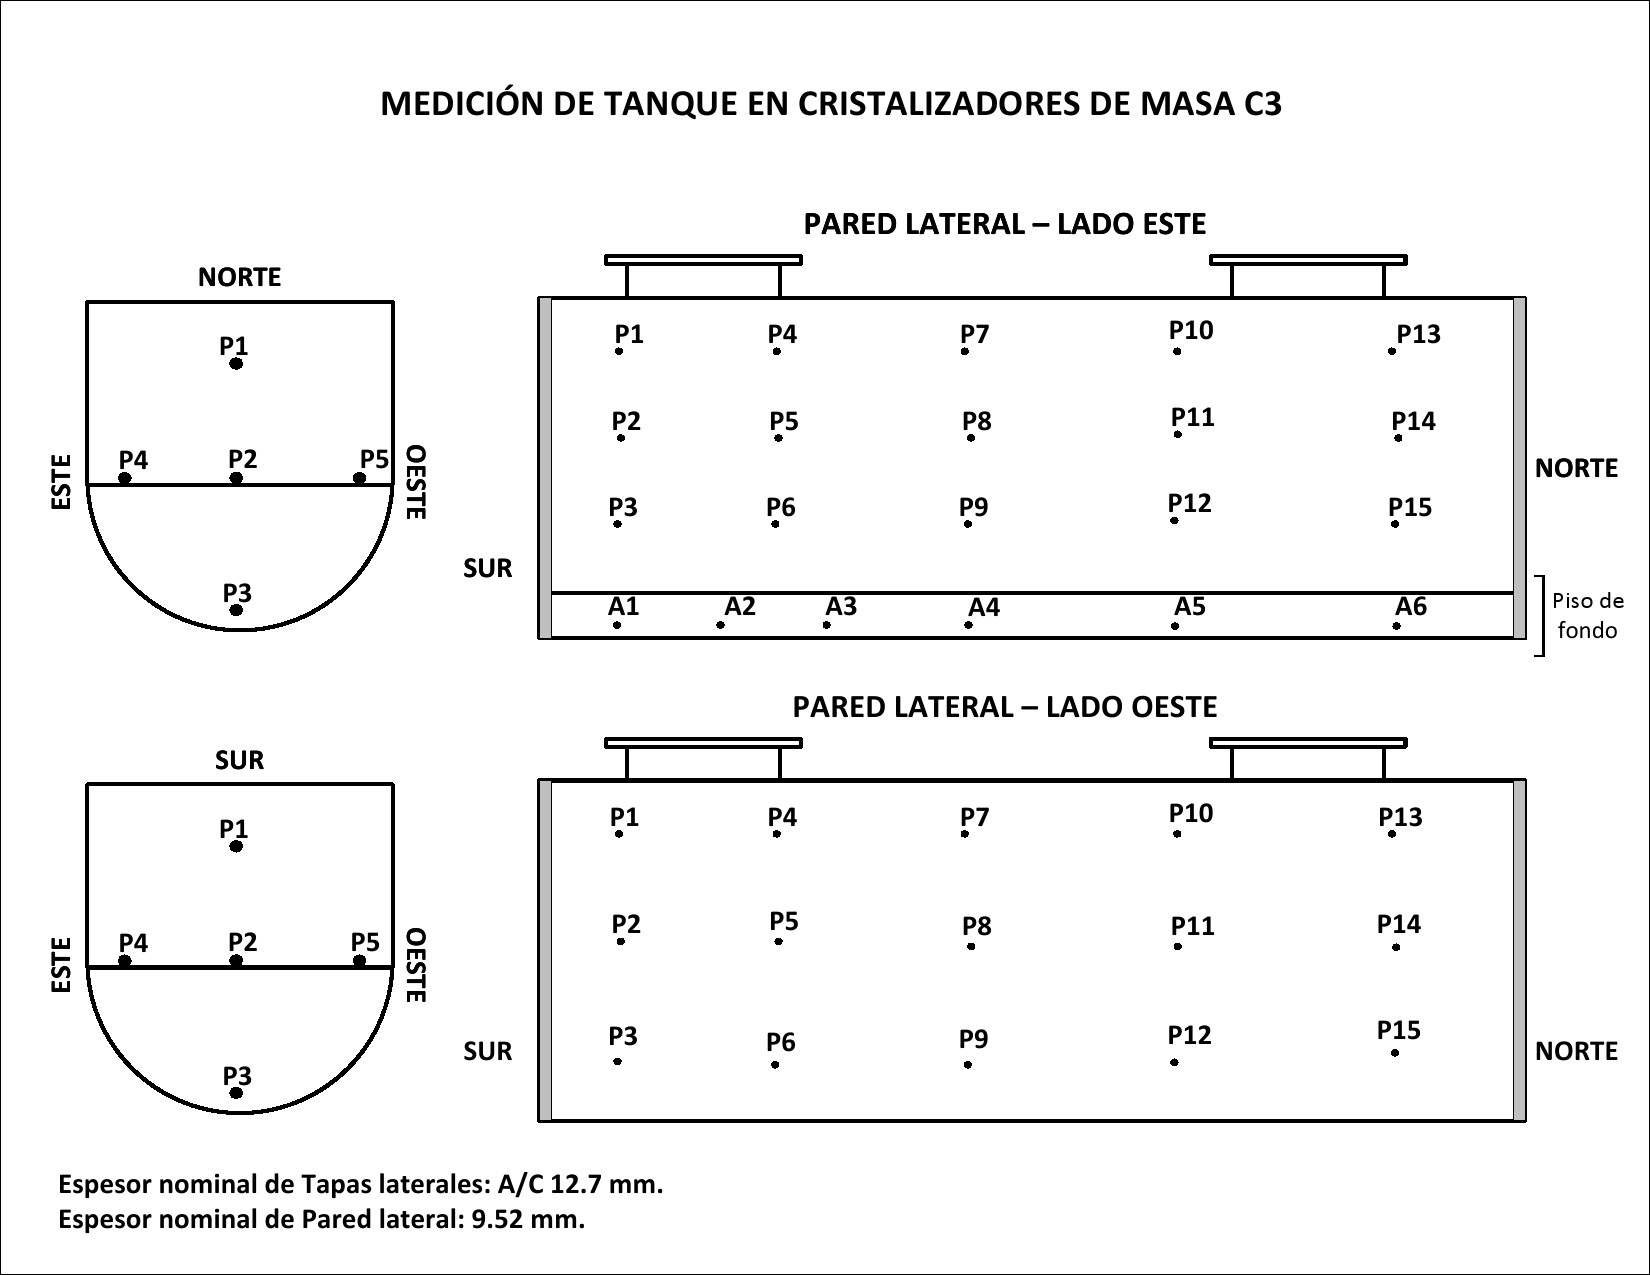 MEDICIÓN DE TANQUE EN CRISTALIZADORES DE MASA C3
PARED LATERAL – LADO ESTE
NORTE
P1
P4
P2
P5
P3
ESTE
OESTE
P1
P4
P7
P10
P13
P2
P5
P8
P11
P14
P3
P6
P9
P12
P15
A1
A2
A3
A4
A5
A6
SUR
NORTE
Piso de
fondo
PARED LATERAL – LADO OESTE
SUR
P1
P4
P2
P5
P3
ESTE
OESTE
P1
P4
P7
P10
P13
P2
P5
P8
P11
P14
P3
P6
P9
P12
P15
SUR
NORTE
Espesor nominal de Tapas laterales: A/C 12.7 mm.
Espesor nominal de Pared lateral: 9.52 mm.